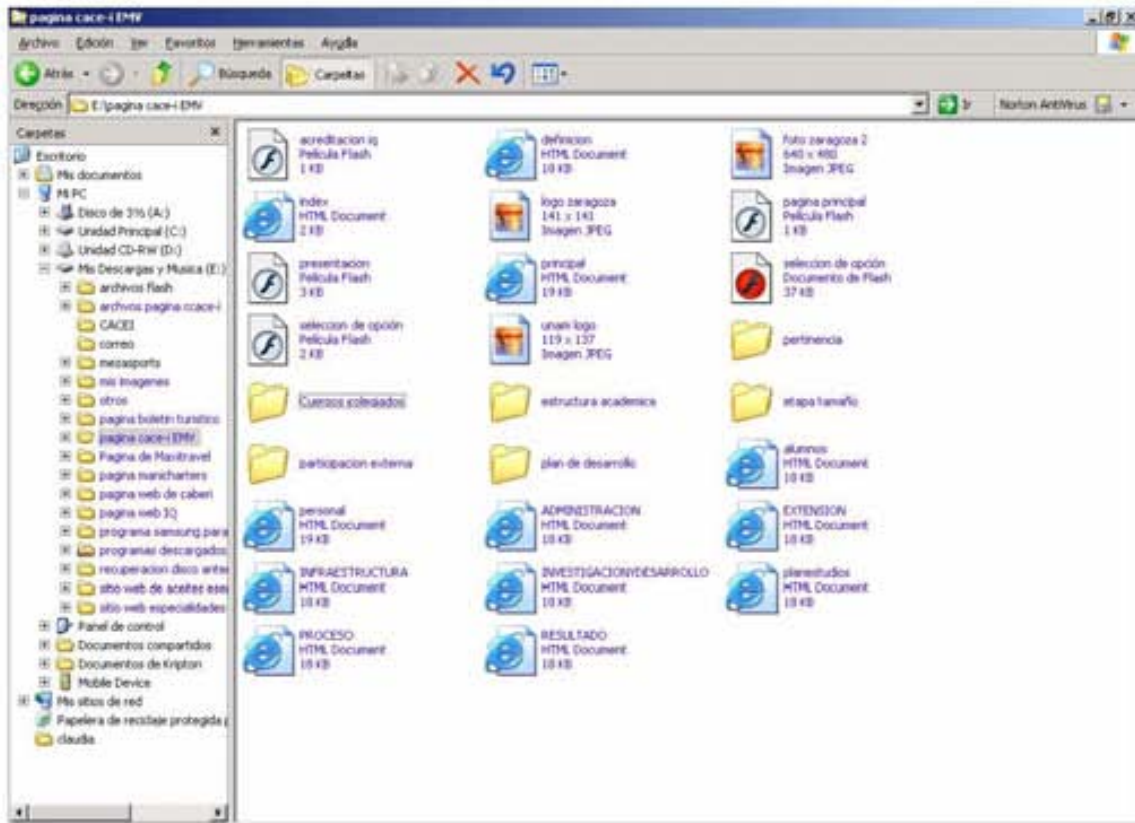 pagina cace-i EMV
Archivo Edición Ver Favoritos Herramientas Ayuda
Atrás Búsqueda Carpetas
Dirección E:\pagina cace-i EMV Ir Norton AntiVirus
Carpetas
Escritorio
Mis documentos
Mi PC
Disco de 3½ (A:)
Unidad Principal (C:)
Unidad CD-RW (D:)
Mis Descargas y Musica (E:)
archivos flash
archivos pagina ccace-i
CACEI
correo
mezasports
mis imagenes
otros
pagina boletin turistico
pagina cace-i EMV
Pagina de Maxitravel
pagina maricharters
pagina web de caberi
pagina web IQ
programa samsung para
programas descargados
recuperacion disco ante
sitio web de aceites ese
sitio web especialidades
Panel de control
Documentos compartidos
Documentos de Kripton
Mobile Device
Mis sitios de red
Papelera de reciclaje protegida p
claudia
acreditacion iq
Película Flash
1 KB
definicion
HTML Document
18 KB
foto zaragoza 2
640 x 480
Imagen JPEG
index
HTML Document
2 KB
logo zaragoza
141 x 141
Imagen JPEG
pagina principal
Película Flash
1 KB
presentacion
Película Flash
3 KB
principal
HTML Document
19 KB
seleccion de opción
Documento de Flash
37 KB
seleccion de opción
Película Flash
2 KB
unam logo
119 x 137
Imagen JPEG
pertinencia
Cuerpos colegiados
estructura academica
etapa tamaño
participacion externa
plan de desarrollo
alumnos
HTML Document
18 KB
personal
HTML Document
19 KB
ADMINISTRACION
HTML Document
18 KB
EXTENSION
HTML Document
18 KB
INFRAESTRUCTURA
HTML Document
18 KB
INVESTIGACIONYDESARROLLO
HTML Document
18 KB
planestudios
HTML Document
18 KB
PROCESO
HTML Document
18 KB
RESULTADO
HTML Document
18 KB